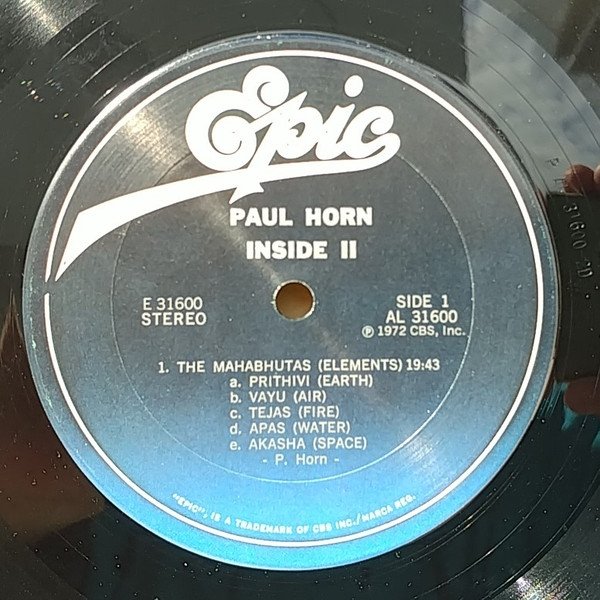 Epic
PAUL HORN
INSIDE II
E 31600
STEREO
SIDE 1
AL 31600
℗ 1972 CBS, Inc.
1. THE MAHABHUTAS (ELEMENTS) 19:43
a. PRITHIVI (EARTH)
b. VAYU (AIR)
c. TEJAS (FIRE)
d. APAS (WATER)
e. AKASHA (SPACE)
- P. Horn -
"EPIC", IS A TRADEMARK OF CBS INC./MARCA REG.